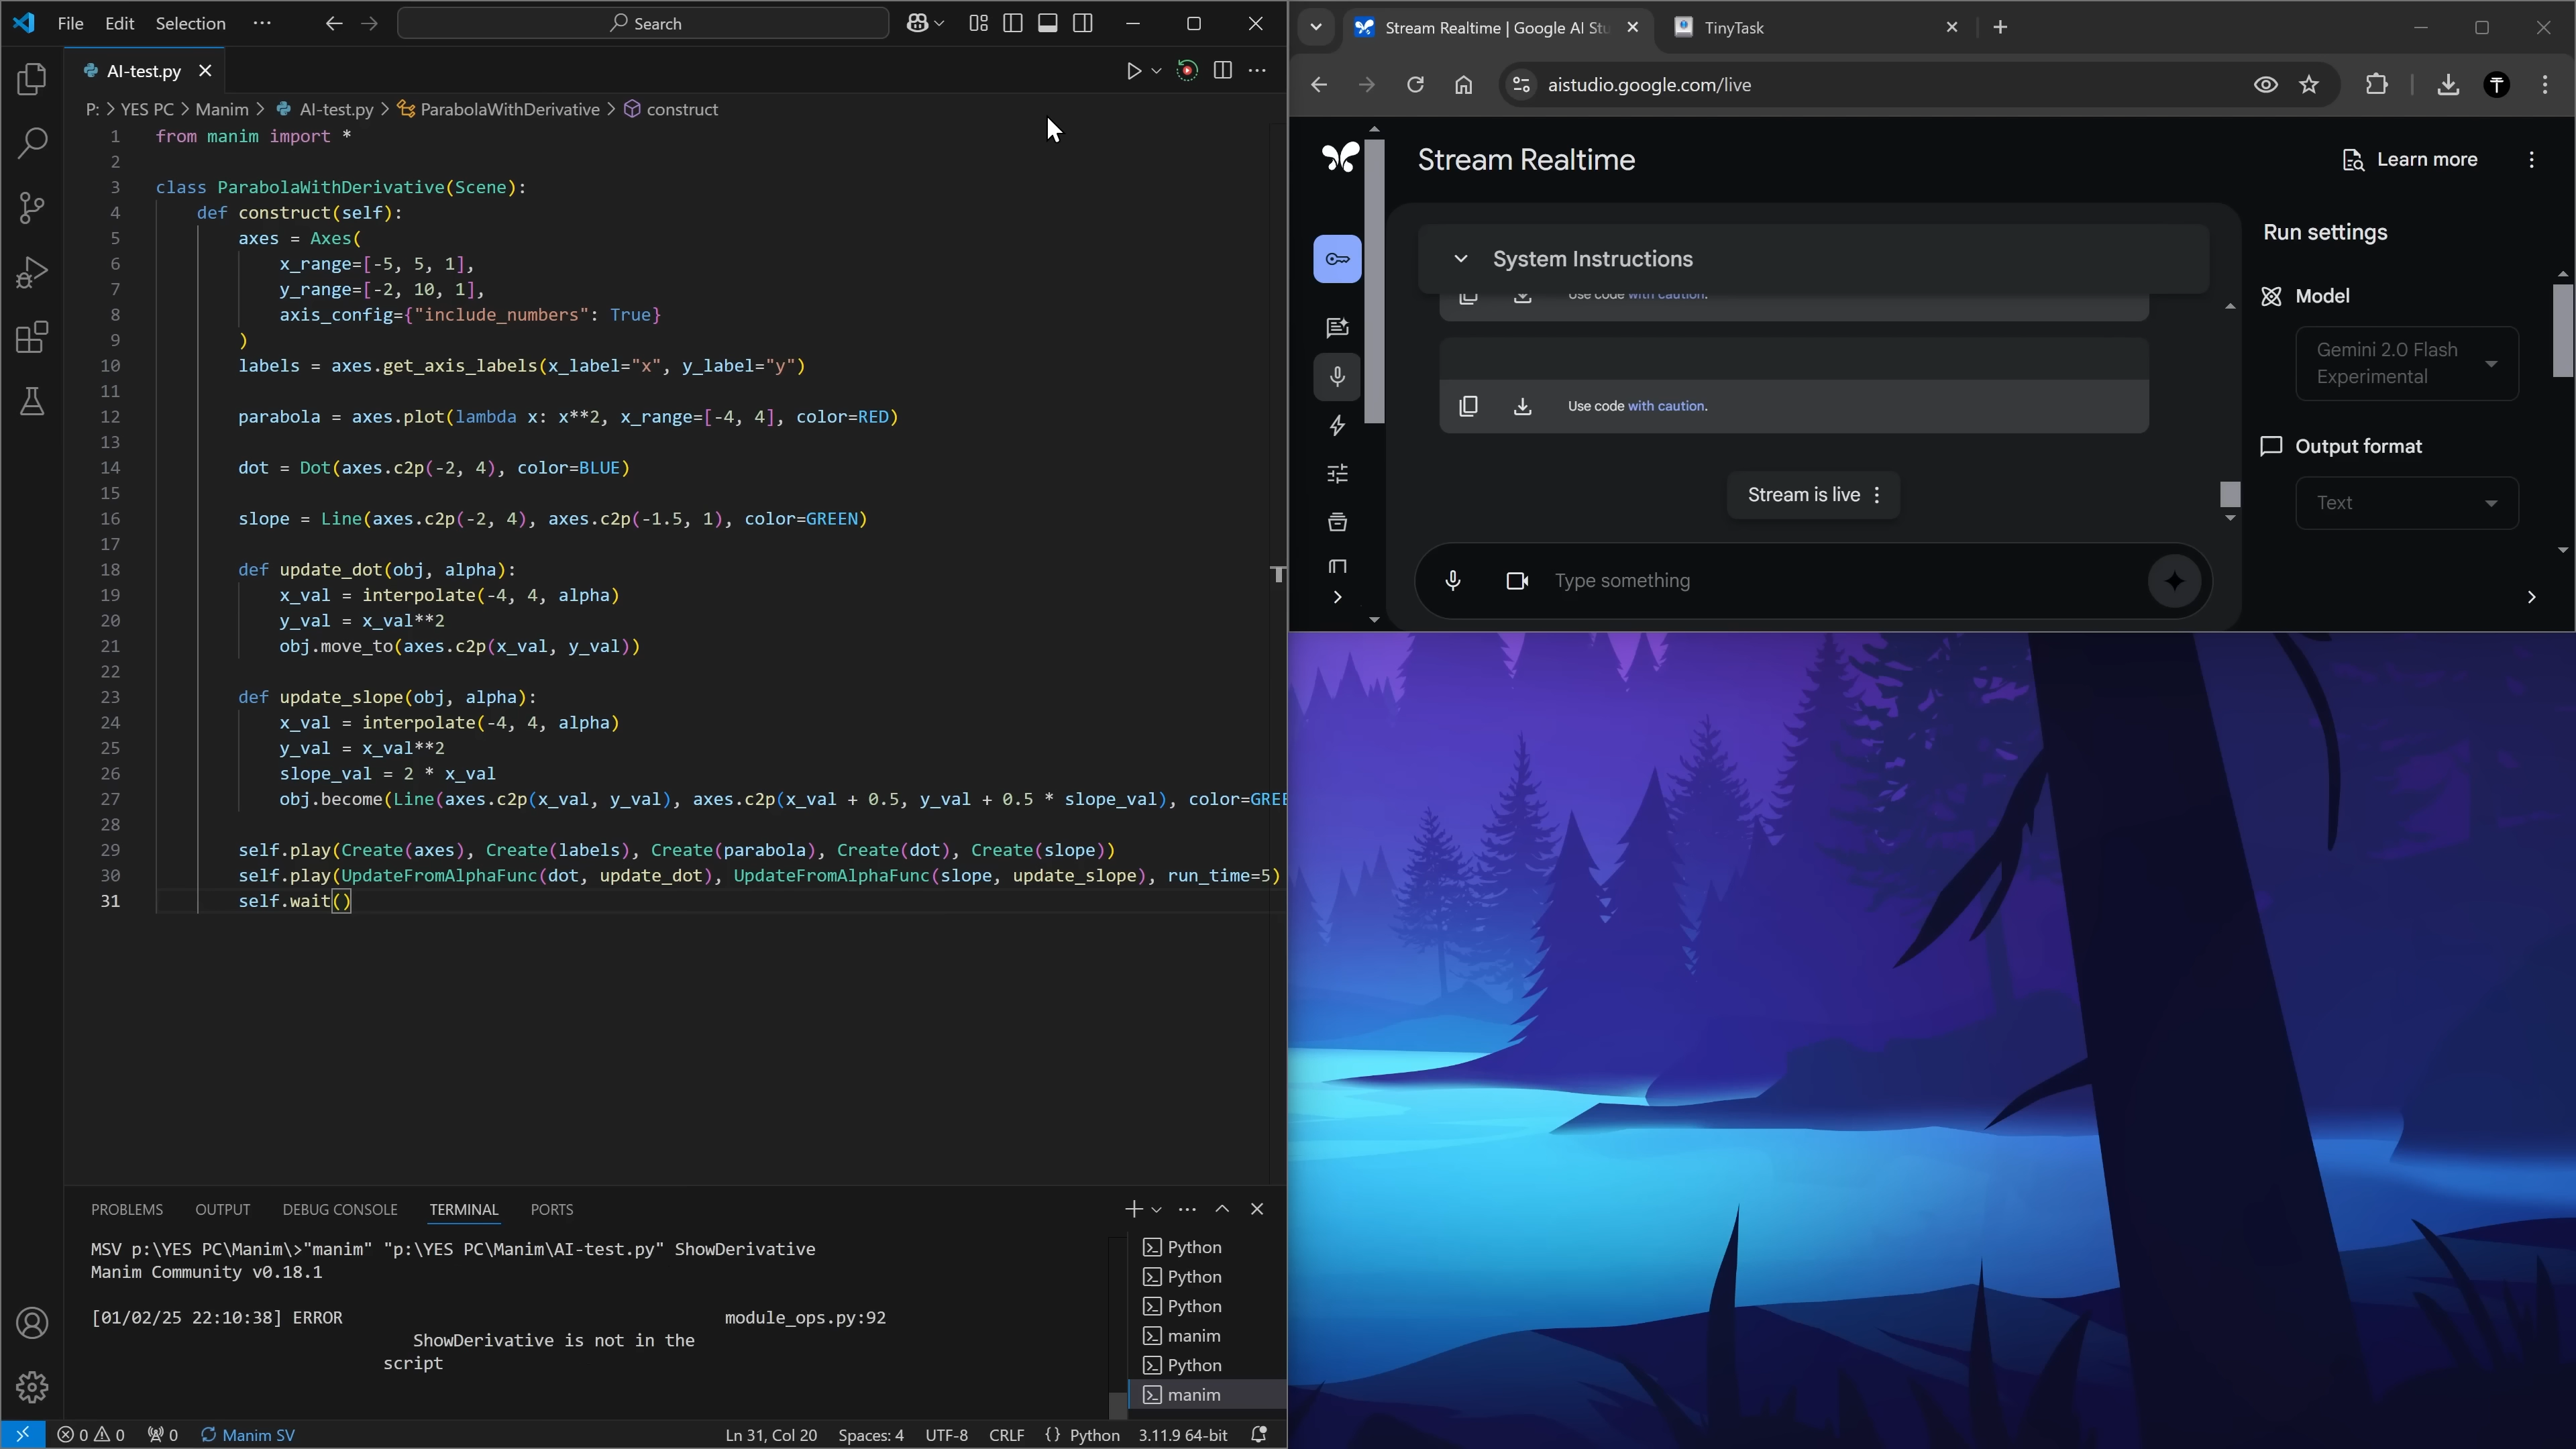 File Edit Selection ··· Search
AI-test.py
P: > YES PC > Manim > AI-test.py > ParabolaWithDerivative > construct
1 from manim import *
2
3 class ParabolaWithDerivative(Scene):
4 def construct(self):
5 axes = Axes(
6 x_range=[-5, 5, 1],
7 y_range=[-2, 10, 1],
8 axis_config={"include_numbers": True}
9 )
10 labels = axes.get_axis_labels(x_label="x", y_label="y")
11
12 parabola = axes.plot(lambda x: x**2, x_range=[-4, 4], color=RED)
13
14 dot = Dot(axes.c2p(-2, 4), color=BLUE)
15
16 slope = Line(axes.c2p(-2, 4), axes.c2p(-1.5, 1), color=GREEN)
17
18 def update_dot(obj, alpha):
19 x_val = interpolate(-4, 4, alpha)
20 y_val = x_val**2
21 obj.move_to(axes.c2p(x_val, y_val))
22
23 def update_slope(obj, alpha):
24 x_val = interpolate(-4, 4, alpha)
25 y_val = x_val**2
26 slope_val = 2 * x_val
27 obj.become(Line(axes.c2p(x_val, y_val), axes.c2p(x_val + 0.5, y_val + 0.5 * slope_val), color=GREE
28
29 self.play(Create(axes), Create(labels), Create(parabola), Create(dot), Create(slope))
30 self.play(UpdateFromAlphaFunc(dot, update_dot), UpdateFromAlphaFunc(slope, update_slope), run_time=5)
31 self.wait()
PROBLEMS OUTPUT DEBUG CONSOLE TERMINAL PORTS
MSV p:\YES PC\Manim\>"manim" "p:\YES PC\Manim\AI-test.py" ShowDerivative
Manim Community v0.18.1
[01/02/25 22:10:38] ERROR module_ops.py:92
ShowDerivative is not in the
script
Python
Python
Python
manim
Python
manim
0 0 0 Manim SV Ln 31, Col 20 Spaces: 4 UTF-8 CRLF {} Python 3.11.9 64-bit
Stream Realtime | Google AI Stu
TinyTask
aistudio.google.com/live
Stream Realtime
Learn more
System Instructions
Use code with caution.
Use code with caution.
Stream is live
Type something
Run settings
Model
Gemini 2.0 Flash
Experimental
Output format
Text